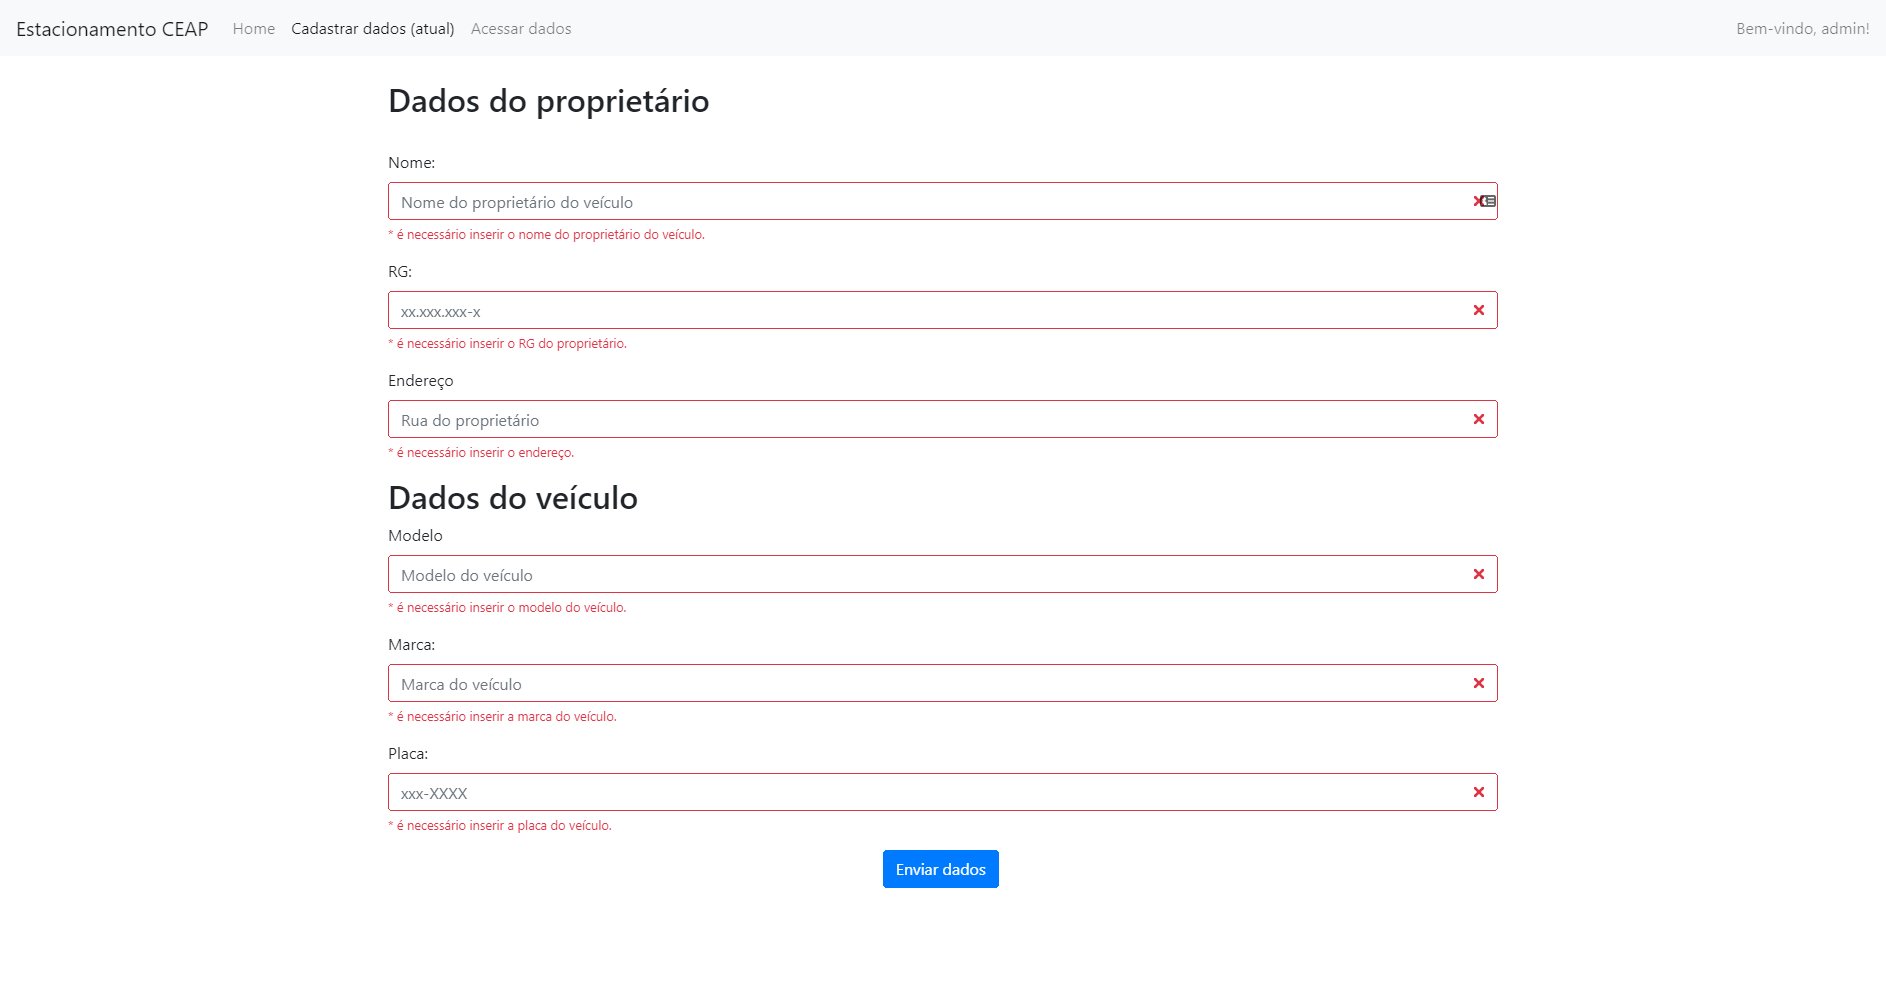 Estacionamento CEAP Home Cadastrar dados (atual) Acessar dados Bem-vindo, admin!
Dados do proprietário
Nome:
Nome do proprietário do veículo
* é necessário inserir o nome do proprietário do veículo.
RG:
xx.xxx.xxx-x
* é necessário inserir o RG do proprietário.
Endereço
Rua do proprietário
* é necessário inserir o endereço.
Dados do veículo
Modelo
Modelo do veículo
* é necessário inserir o modelo do veículo.
Marca:
Marca do veículo
* é necessário inserir a marca do veículo.
Placa:
xxx-XXXX
* é necessário inserir a placa do veículo.
Enviar dados